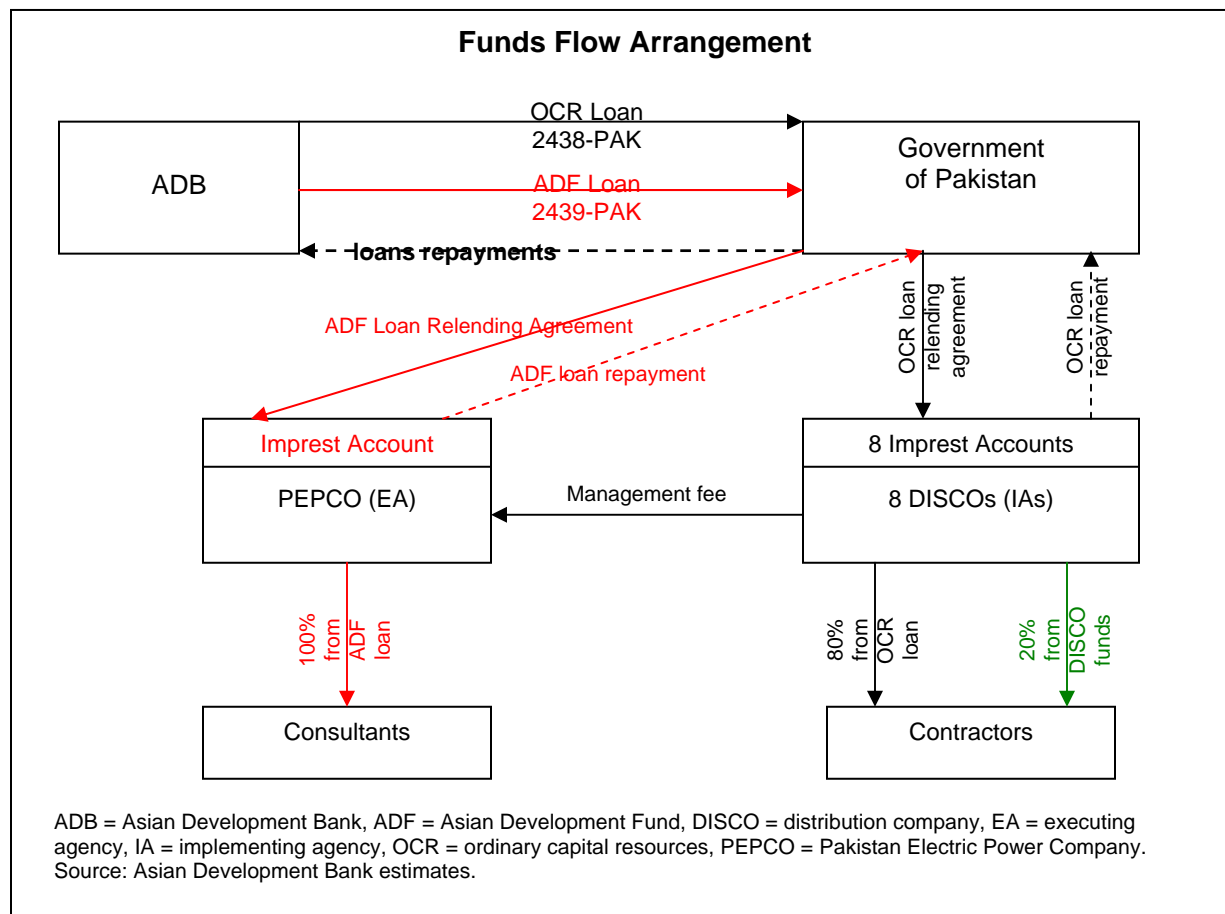 Funds Flow Arrangement
OCR Loan
2438-PAK
ADB
Government
of Pakistan
ADF Loan
2439-PAK
loans repayments
ADF Loan Relending Agreement
ADF loan repayment
OCR loan
relending
agreement
OCR loan
repayment
Imprest Account
8 Imprest Accounts
PEPCO (EA)
Management fee
8 DISCOs (IAs)
100%
from
ADF
loan
80%
from
OCR
loan
20%
from
DISCO
funds
Consultants
Contractors
ADB = Asian Development Bank, ADF = Asian Development Fund, DISCO = distribution company, EA = executing
agency, IA = implementing agency, OCR = ordinary capital resources, PEPCO = Pakistan Electric Power Company.
Source: Asian Development Bank estimates.